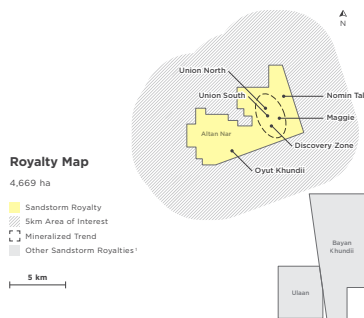 N
Union North
Union South
Nomin Tal
Maggie
Altan Nar
Discovery Zone
Oyut Khundii
Royalty Map
4,669 ha
Sandstorm Royalty
5km Area of Interest
Mineralized Trend
Other Sandstorm Royalties¹
5 km
Bayan
Khundii
Ulaan